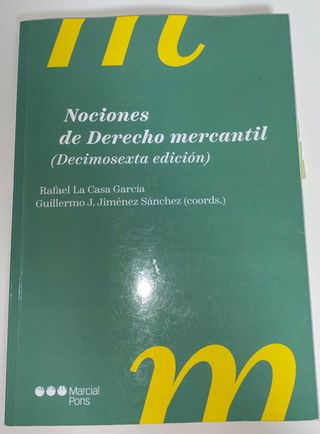 m
Nociones
de Derecho mercantil
(Decimosexta edición)
Rafael La Casa García
Guillermo J. Jiménez Sánchez (coords.)
Marcial
Pons
m